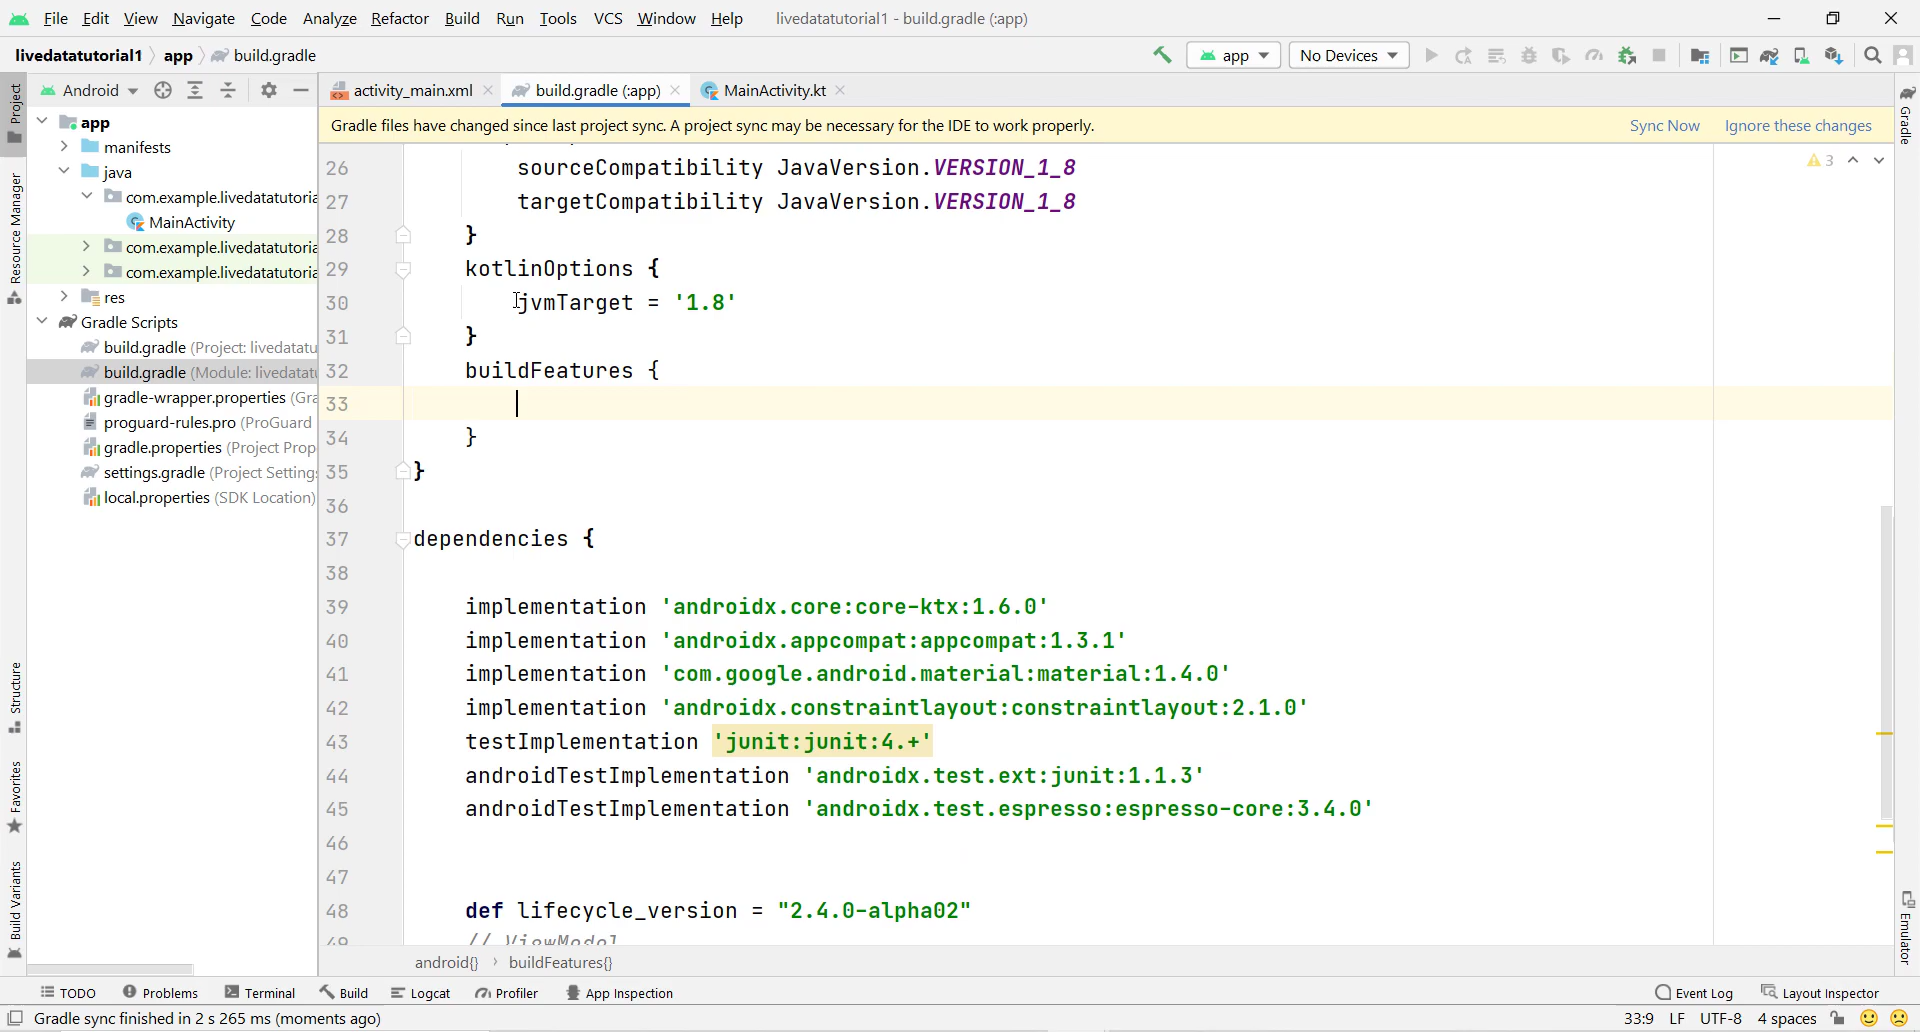 File Edit View Navigate Code Analyze Refactor Build Run Tools VCS Window Help livedatatutorial1 - build.gradle (:app)
livedatatutorial1 app build.gradle app No Devices
Project
Resource Manager
Structure
Favorites
Build Variants
Android
app
manifests
java
com.example.livedatatutoria
MainActivity
com.example.livedatatutoria
com.example.livedatatutoria
res
Gradle Scripts
build.gradle (Project: livedatatu
build.gradle (Module: livedatatu
gradle-wrapper.properties (Gra
proguard-rules.pro (ProGuard
gradle.properties (Project Prop
settings.gradle (Project Setting
local.properties (SDK Location)
activity_main.xml build.gradle (:app) MainActivity.kt
Gradle files have changed since last project sync. A project sync may be necessary for the IDE to work properly. Sync Now Ignore these changes
3
26 sourceCompatibility JavaVersion.VERSION_1_8
27 targetCompatibility JavaVersion.VERSION_1_8
28 }
29 kotlinOptions {
30 jvmTarget = '1.8'
31 }
32 buildFeatures {
33
34 }
35 }
36
37 dependencies {
38
39 implementation 'androidx.core:core-ktx:1.6.0'
40 implementation 'androidx.appcompat:appcompat:1.3.1'
41 implementation 'com.google.android.material:material:1.4.0'
42 implementation 'androidx.constraintlayout:constraintlayout:2.1.0'
43 testImplementation 'junit:junit:4.+'
44 androidTestImplementation 'androidx.test.ext:junit:1.1.3'
45 androidTestImplementation 'androidx.test.espresso:espresso-core:3.4.0'
46
47
48 def lifecycle_version = "2.4.0-alpha02"
49 // ViewModel
android{} buildFeatures{}
Gradle
Emulator
TODO Problems Terminal Build Logcat Profiler App Inspection Event Log Layout Inspector
Gradle sync finished in 2 s 265 ms (moments ago) 33:9 LF UTF-8 4 spaces